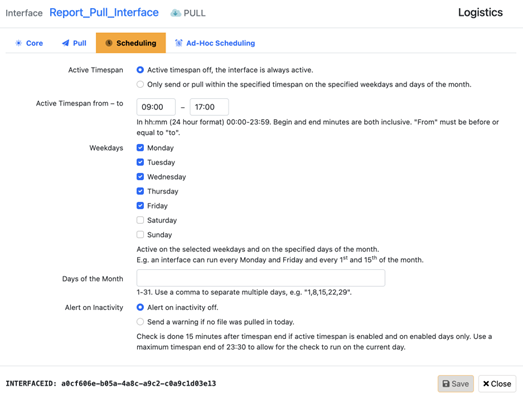 Interface Report_Pull_Interface PULL Logistics
Core Pull Scheduling Ad-Hoc Scheduling
Active Timespan Active timespan off, the interface is always active.
Only send or pull within the specified timespan on the specified weekdays and days of the month.
Active Timespan from – to 09:00 – 17:00
In hh:mm (24 hour format) 00:00-23:59. Begin and end minutes are both inclusive. "From" must be before or
equal to "to".
Weekdays Monday
Tuesday
Wednesday
Thursday
Friday
Saturday
Sunday
Active on the selected weekdays and on the specified days of the month.
E.g. an interface can run every Monday and Friday and every 1st and 15th of the month.
Days of the Month
1-31. Use a comma to separate multiple days, e.g. "1,8,15,22,29".
Alert on Inactivity Alert on inactivity off.
Send a warning if no file was pulled in today.
Check is done 15 minutes after timespan end if active timespan is enabled and on enabled days only. Use a
maximum timespan end of 23:30 to allow for the check to run on the current day.
INTERFACEID: a0cf606e-b05a-4a8c-a9c2-c0a9c1d03e13 Save Close